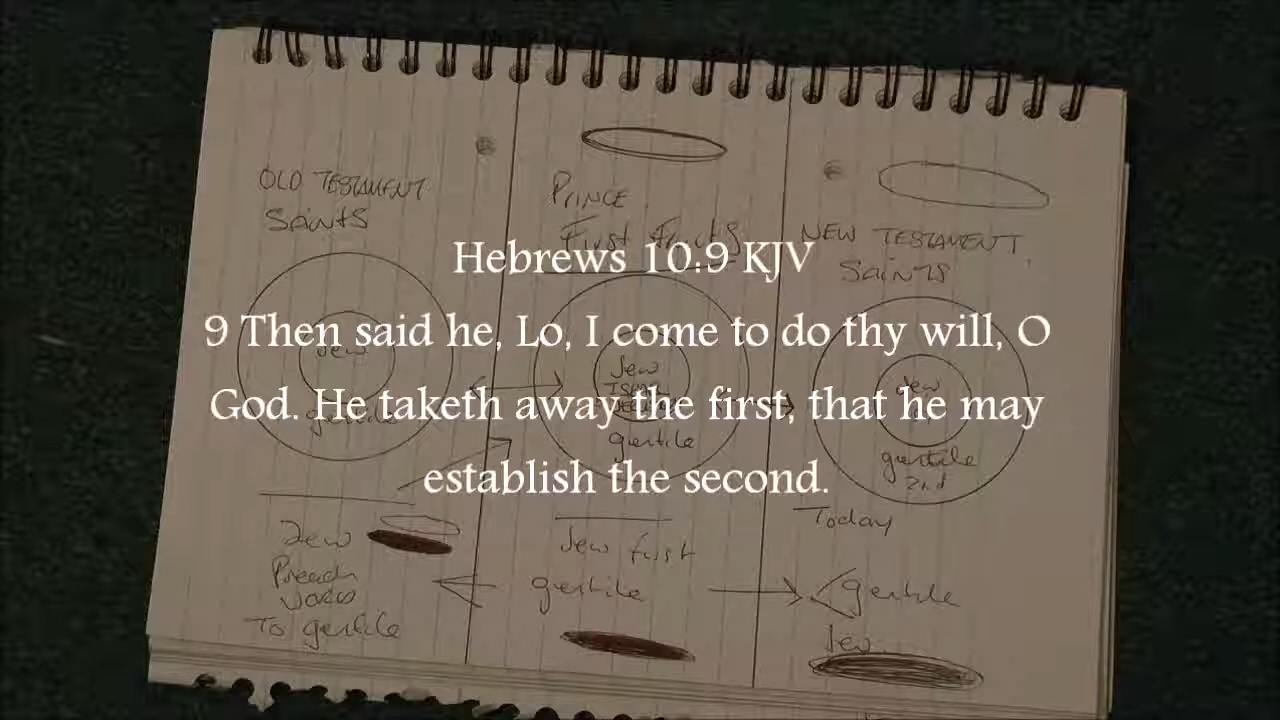 Hebrews 10:9 KJV
9 Then said he, Lo, I come to do thy will, O
God. He taketh away the first, that he may
establish the second.
OLD TESTAMENT
Saints
Jew
gentile
Jew
Preach
To gentile
PRINCE
First Fruits
Jew
gentile
Jew first
gentile
NEW TESTAMENT
Saints
Jew
gentile
2nd
Today
gentile
Jew